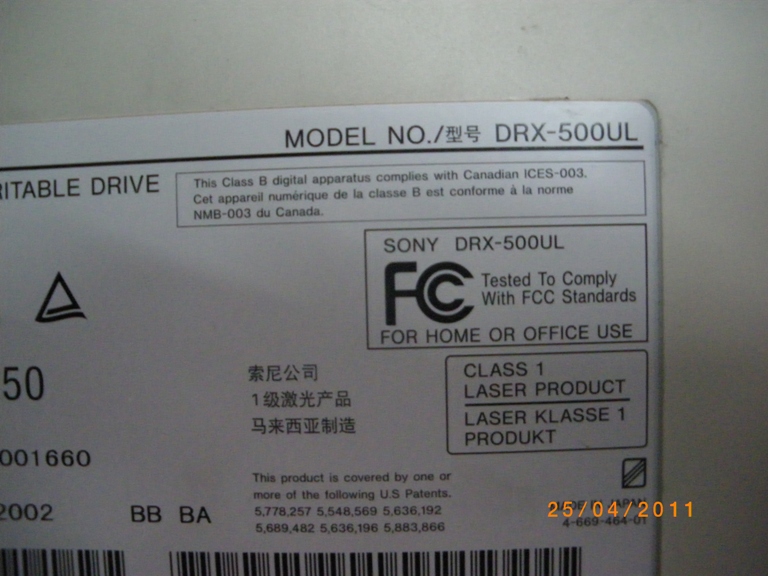 MODEL NO./型号 DRX-500UL
RITABLE DRIVE
This Class B digital apparatus complies with Canadian ICES-003.
Cet appareil numérique de la classe B est conforme à la norme
NMB-003 du Canada.
SONY DRX-500UL
FC
Tested To Comply
With FCC Standards
FOR HOME OR OFFICE USE
50
索尼公司
1级激光产品
马来西亚制造
CLASS 1
LASER PRODUCT
LASER KLASSE 1
PRODUKT
001660
This product is covered by one or
more of the following U.S Patents.
5,778,257 5,548,569 5,636,192
5,689,482 5,636,196 5,883,866
2002 BB BA
JAPAN
4-669-464-01
25/04/2011